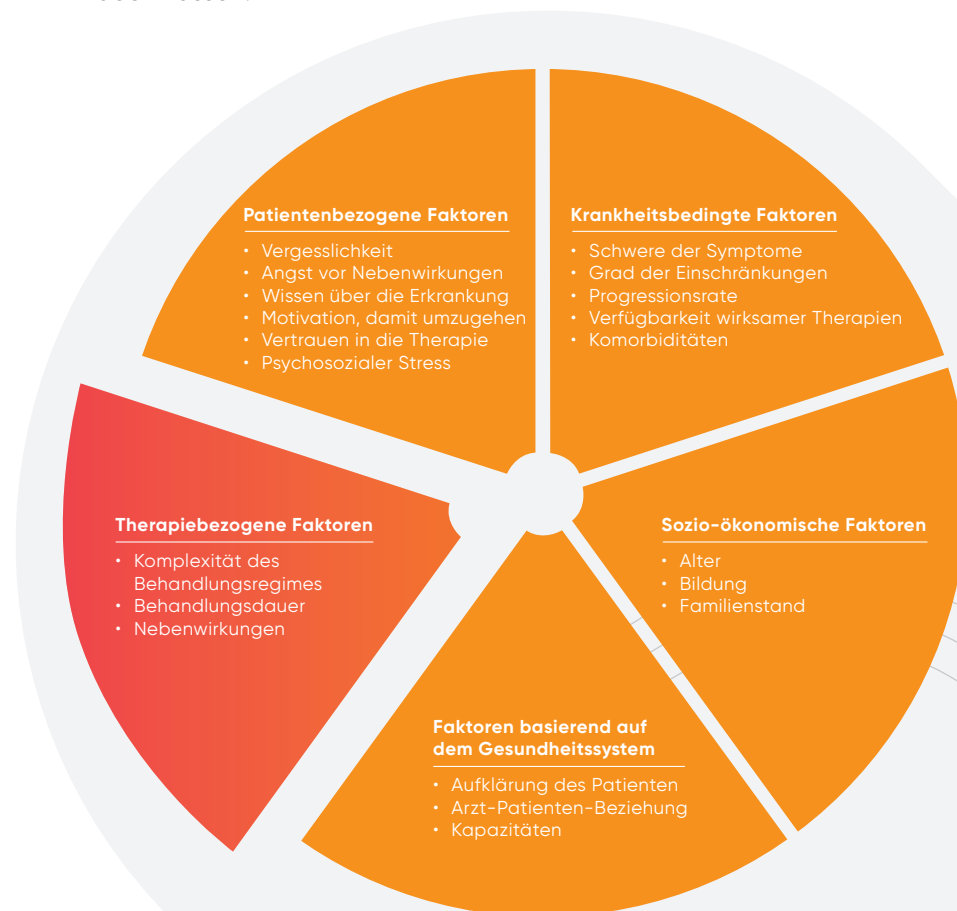 Patientenbezogene Faktoren
• Vergesslichkeit
• Angst vor Nebenwirkungen
• Wissen über die Erkrankung
• Motivation, damit umzugehen
• Vertrauen in die Therapie
• Psychosozialer Stress
Krankheitsbedingte Faktoren
• Schwere der Symptome
• Grad der Einschränkungen
• Progressionsrate
• Verfügbarkeit wirksamer Therapien
• Komorbiditäten
Therapiebezogene Faktoren
• Komplexität des
Behandlungsregimes
• Behandlungsdauer
• Nebenwirkungen
Sozio-ökonomische Faktoren
• Alter
• Bildung
• Familienstand
Faktoren basierend auf
dem Gesundheitssystem
• Aufklärung des Patienten
• Arzt-Patienten-Beziehung
• Kapazitäten